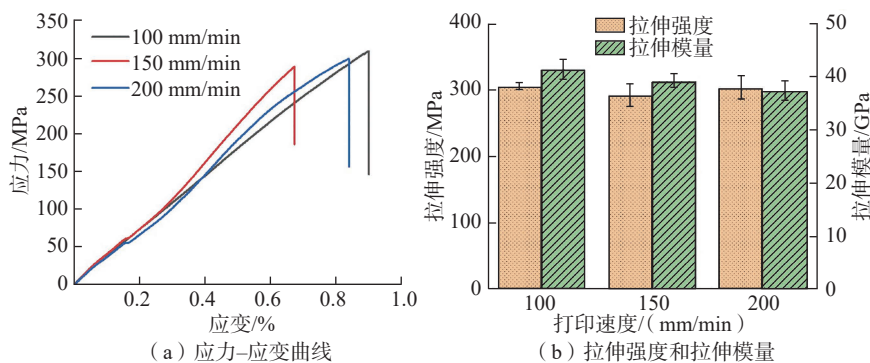 350
300
250
200
150
100
50
0
应力/MPa
100 mm/min
150 mm/min
200 mm/min
0.2
0.4
0.6
0.8
1.0
应变/%
(a)应力–应变曲线
400
300
200
100
0
拉伸强度/MPa
拉伸强度
拉伸模量
50
40
30
20
10
0
拉伸模量/GPa
100
150
200
打印速度/(mm/min)
(b)拉伸强度和拉伸模量